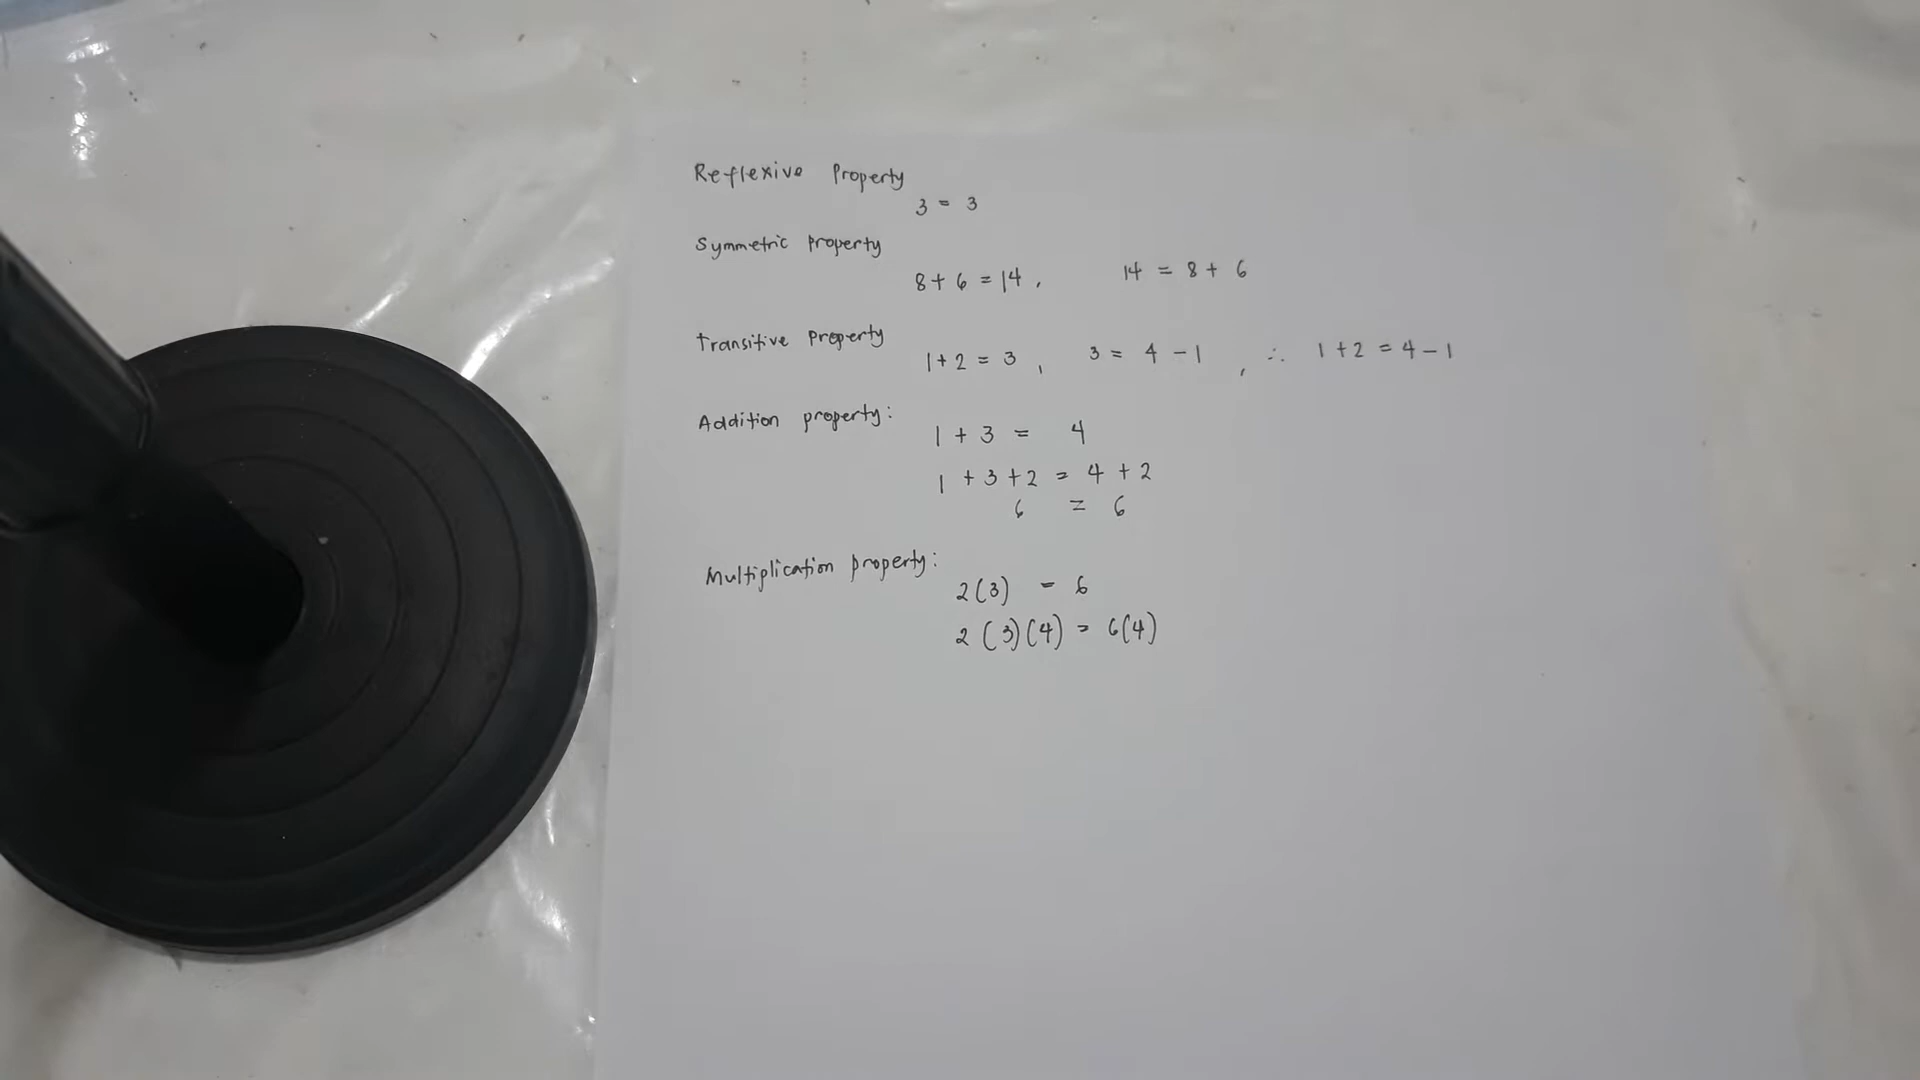 Reflexive Property
3 = 3
Symmetric property
8 + 6 = 14 , 14 = 8 + 6
Transitive property
1 + 2 = 3 , 3 = 4 - 1 , ∴ 1 + 2 = 4 - 1
Addition property:
1 + 3 = 4
1 + 3 + 2 = 4 + 2
6 = 6
Multiplication property:
2(3) = 6
2(3)(4) = 6(4)